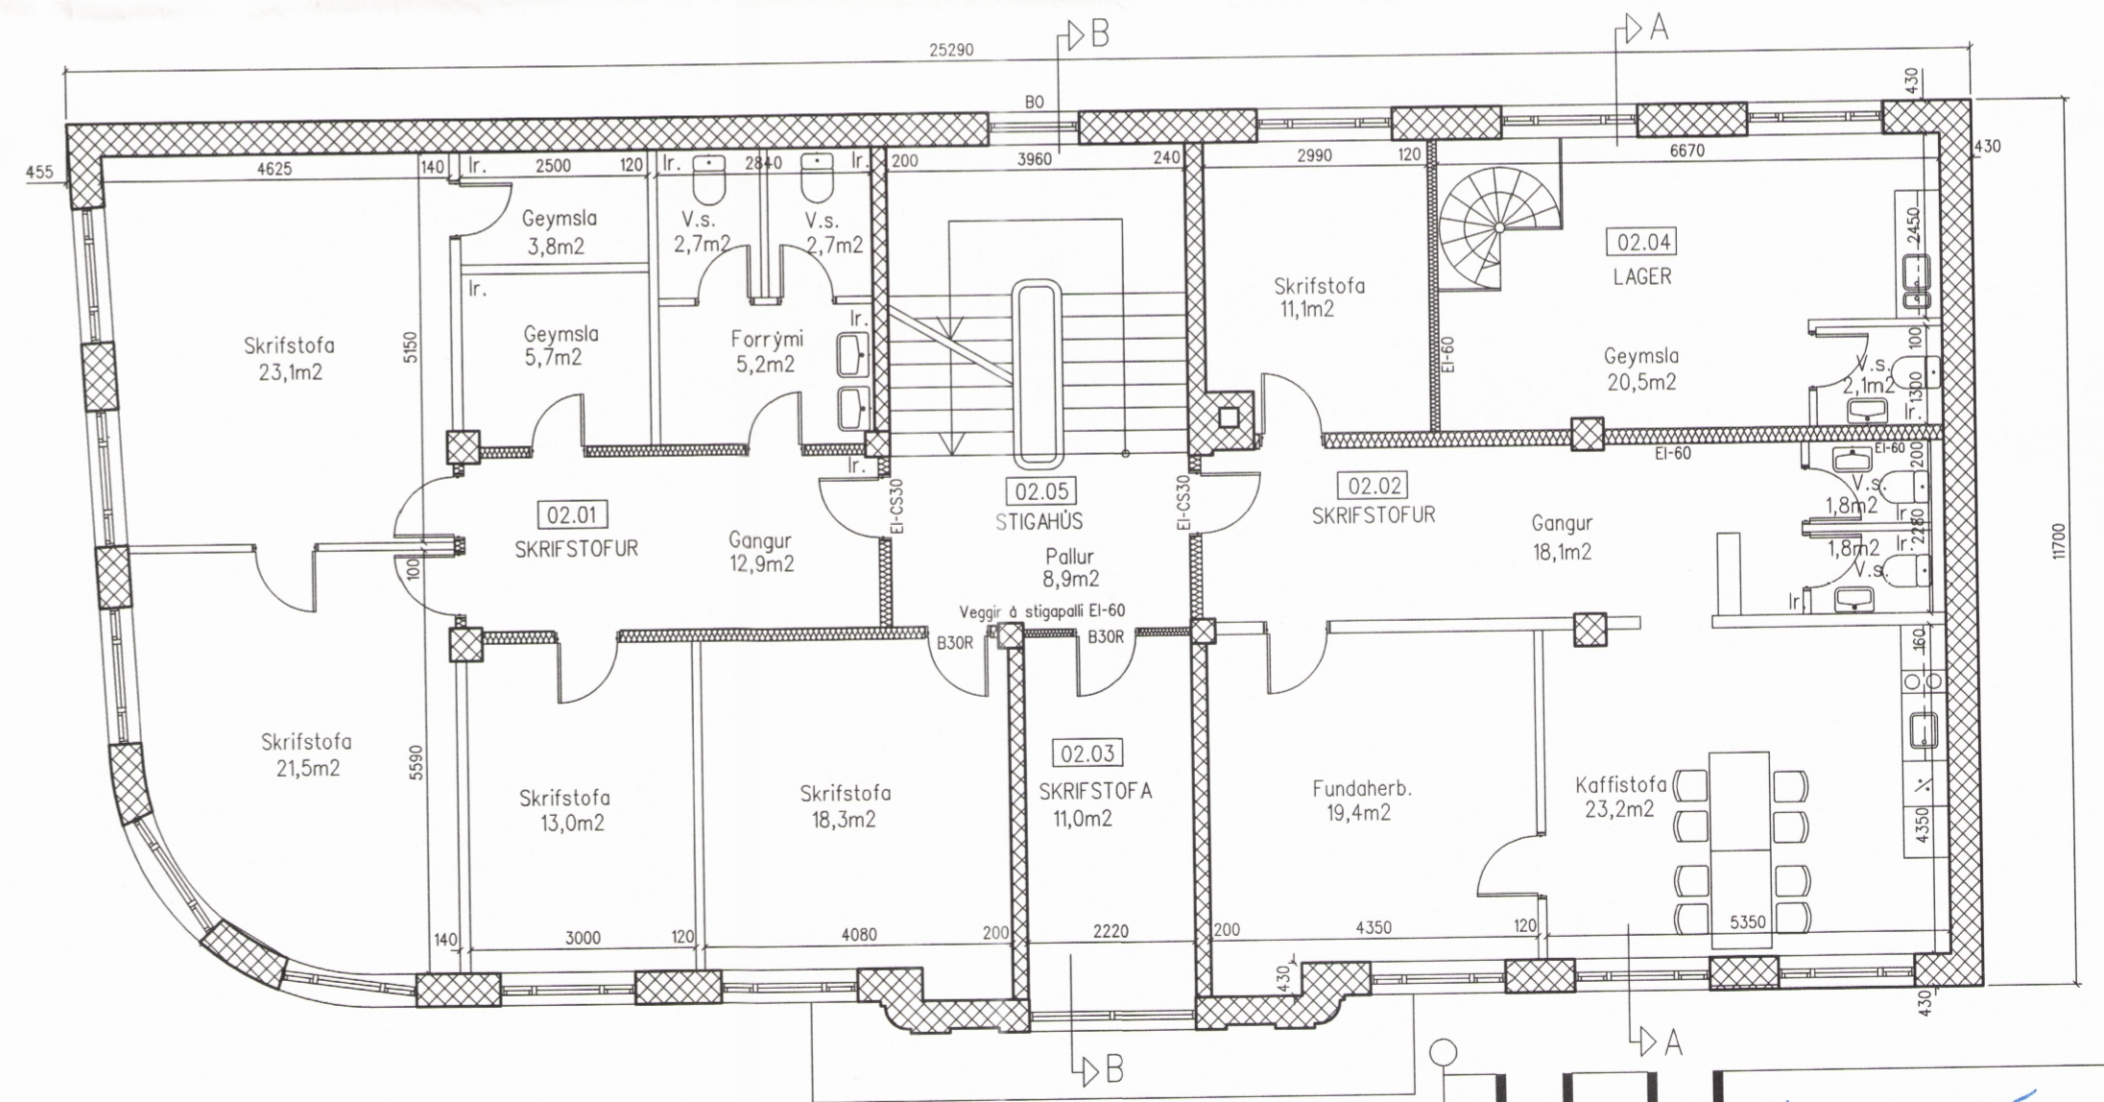 B
A
25290
B0
430
455
4625
140
Ir.
2500
120
Ir.
2840
Ir.
200
3960
240
2990
120
6670
430
Geymsla
3,8m2
V.s.
2,7m2
V.s.
2,7m2
2450
02.04
LAGER
Ir.
Skrifstofa
11,1m2
Skrifstofa
23,1m2
5150
Geymsla
5,7m2
Forrými
5,2m2
Ir.
EI-60
Geymsla
20,5m2
100
V.s.
2,1m2
1300
Ir.
Ir.
EI-60
EI-60
200
02.01
SKRIFSTOFUR
Gangur
12,9m2
EI-CS30
02.05
STIGAHÚS
EI-CS30
Pallur
8,9m2
02.02
SKRIFSTOFUR
Gangur
18,1m2
V.s.
1,8m2
Ir.
2280
1,8m2
Ir.
V.s.
Ir.
11700
100
Veggir á stigapalli EI-60
B30R
B30R
160
Skrifstofa
21,5m2
5590
Skrifstofa
13,0m2
Skrifstofa
18,3m2
02.03
SKRIFSTOFA
11,0m2
Fundaherb.
19,4m2
Kaffistofa
23,2m2
4350
140
3000
120
4080
200
2220
200
4350
120
5350
430
430
B
A